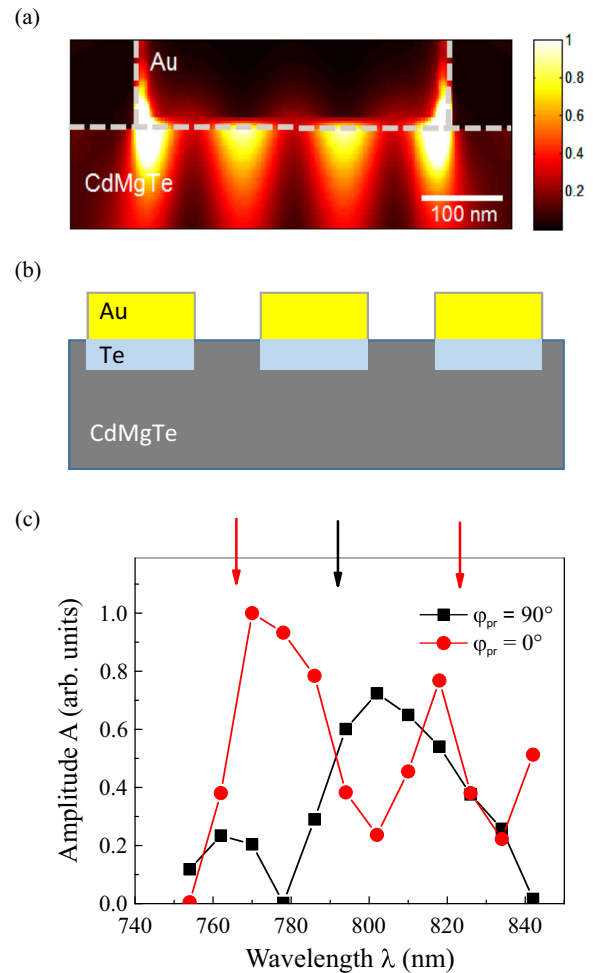 (a)
Au
CdMgTe
100 nm
1
0.8
0.6
0.4
0.2
(b)
Au
Te
CdMgTe
(c)
Amplitude A (arb. units)
1.0
0.8
0.6
0.4
0.2
0.0
φpr = 90°
φpr = 0°
740 760 780 800 820 840
Wavelength λ (nm)